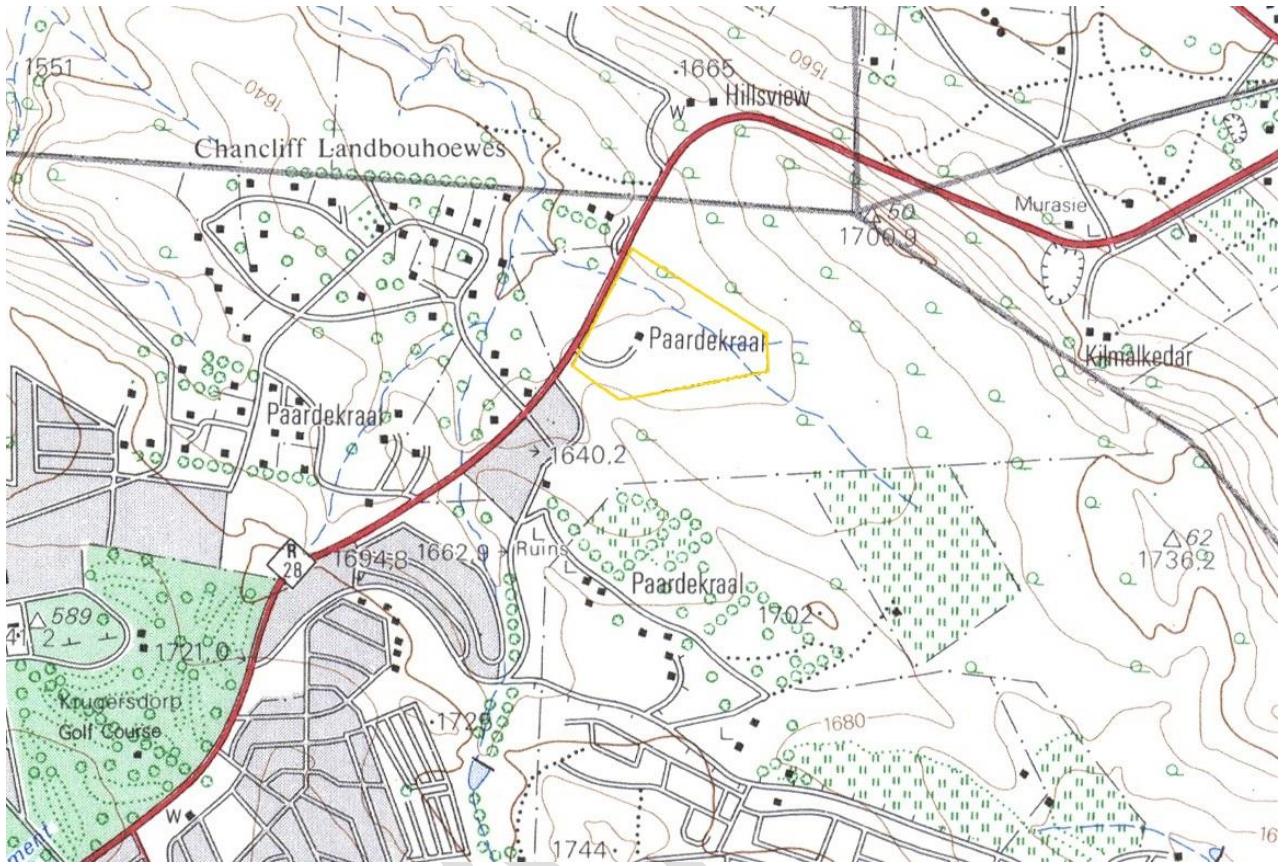 1551
1640
1665
W
Hillsview
1560
Chancliff Landbouhoewes
50
1700.9
Murasie
Paardekraal
Kilmalkedar
Paardekraal
1640.2
R
28
1694.8
1662.9
Ruins
Paardekraal
62
1736.2
589
1702
1721.0
Krugersdorp
Golf Course
1729
1680
W
1744